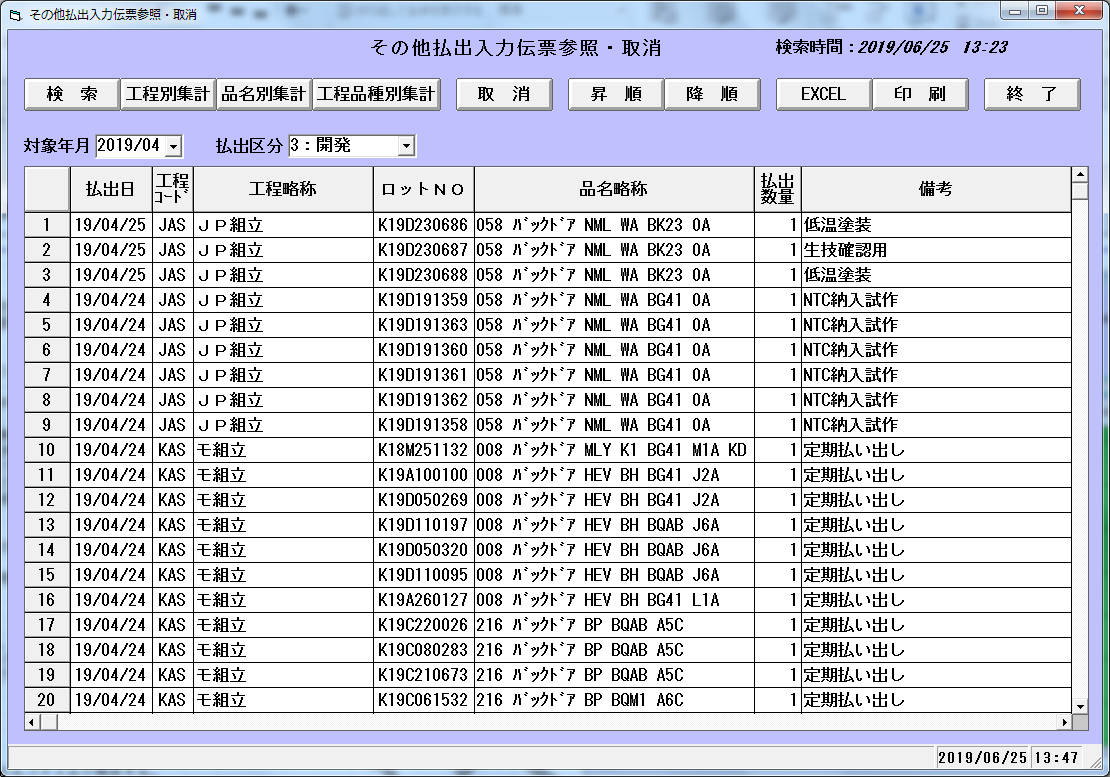 その他払出入力伝票参照・取消
その他払出入力伝票参照・取消 検索時間：2019/06/25 13:23
検 索 工程別集計 品名別集計 工程品種別集計 取 消 昇 順 降 順 EXCEL 印 刷 終 了
対象年月 2019/04 払出区分 3：開発
払出日 工程ｺｰﾄﾞ 工程略称 ロットＮＯ 品名略称 払出数量 備考
1 19/04/25 JAS ＪＰ組立 K19D230686 058 ﾊﾞｯｸﾄﾞｱ NML WA BK23 0A 1 低温塗装
2 19/04/25 JAS ＪＰ組立 K19D230687 058 ﾊﾞｯｸﾄﾞｱ NML WA BK23 0A 1 生技確認用
3 19/04/25 JAS ＪＰ組立 K19D230688 058 ﾊﾞｯｸﾄﾞｱ NML WA BK23 0A 1 低温塗装
4 19/04/24 JAS ＪＰ組立 K19D191359 058 ﾊﾞｯｸﾄﾞｱ NML WA BG41 0A 1 NTC納入試作
5 19/04/24 JAS ＪＰ組立 K19D191363 058 ﾊﾞｯｸﾄﾞｱ NML WA BG41 0A 1 NTC納入試作
6 19/04/24 JAS ＪＰ組立 K19D191360 058 ﾊﾞｯｸﾄﾞｱ NML WA BG41 0A 1 NTC納入試作
7 19/04/24 JAS ＪＰ組立 K19D191361 058 ﾊﾞｯｸﾄﾞｱ NML WA BG41 0A 1 NTC納入試作
8 19/04/24 JAS ＪＰ組立 K19D191362 058 ﾊﾞｯｸﾄﾞｱ NML WA BG41 0A 1 NTC納入試作
9 19/04/24 JAS ＪＰ組立 K19D191358 058 ﾊﾞｯｸﾄﾞｱ NML WA BG41 0A 1 NTC納入試作
10 19/04/24 KAS モ組立 K18M251132 008 ﾊﾞｯｸﾄﾞｱ MLY K1 BG41 M1A KD 1 定期払い出し
11 19/04/24 KAS モ組立 K19A100100 008 ﾊﾞｯｸﾄﾞｱ HEV BH BG41 J2A 1 定期払い出し
12 19/04/24 KAS モ組立 K19D050269 008 ﾊﾞｯｸﾄﾞｱ HEV BH BG41 J2A 1 定期払い出し
13 19/04/24 KAS モ組立 K19D110197 008 ﾊﾞｯｸﾄﾞｱ HEV BH BQAB J6A 1 定期払い出し
14 19/04/24 KAS モ組立 K19D050320 008 ﾊﾞｯｸﾄﾞｱ HEV BH BQAB J6A 1 定期払い出し
15 19/04/24 KAS モ組立 K19D110095 008 ﾊﾞｯｸﾄﾞｱ HEV BH BQAB J6A 1 定期払い出し
16 19/04/24 KAS モ組立 K19A260127 008 ﾊﾞｯｸﾄﾞｱ HEV BH BG41 L1A 1 定期払い出し
17 19/04/24 KAS モ組立 K19C220026 216 ﾊﾞｯｸﾄﾞｱ BP BQAB A5C 1 定期払い出し
18 19/04/24 KAS モ組立 K19C080283 216 ﾊﾞｯｸﾄﾞｱ BP BQAB A5C 1 定期払い出し
19 19/04/24 KAS モ組立 K19C210673 216 ﾊﾞｯｸﾄﾞｱ BP BQAB A5C 1 定期払い出し
20 19/04/24 KAS モ組立 K19C061532 216 ﾊﾞｯｸﾄﾞｱ BP BQM1 A6C 1 定期払い出し
2019/06/25 13:47